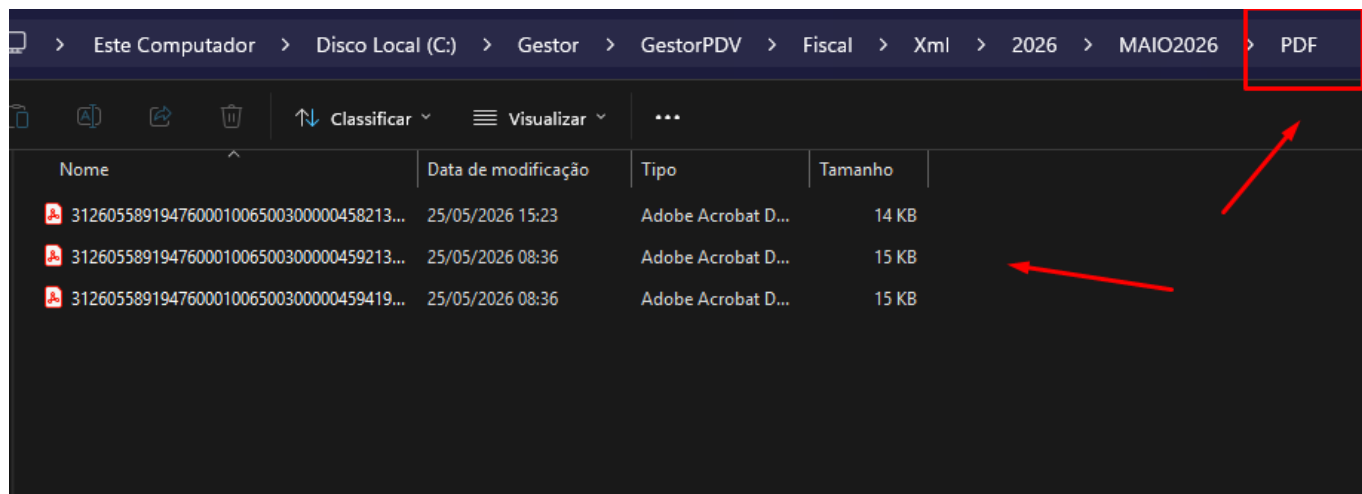 > Este Computador > Disco Local (C:) > Gestor > GestorPDV > Fiscal > Xml > 2026 > MAIO2026 > PDF
Classificar Visualizar ...
Nome Data de modificação Tipo Tamanho
312605589194760001006500300000458213... 25/05/2026 15:23 Adobe Acrobat D... 14 KB
312605589194760001006500300000459213... 25/05/2026 08:36 Adobe Acrobat D... 15 KB
312605589194760001006500300000459419... 25/05/2026 08:36 Adobe Acrobat D... 15 KB